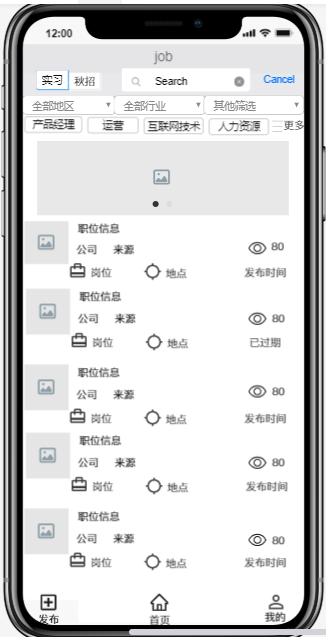 12:00
job
实习 秋招 Search Cancel
全部地区 全部行业 其他筛选
产品经理 运营 互联网技术 人力资源 三更多
职位信息
公司 来源 80
岗位 地点 发布时间
职位信息
公司 来源 80
岗位 地点 已过期
职位信息
公司 来源 80
岗位 地点 发布时间
职位信息
公司 来源 80
岗位 地点 发布时间
职位信息
公司 来源 80
岗位 地点 发布时间
发布 首页 我的